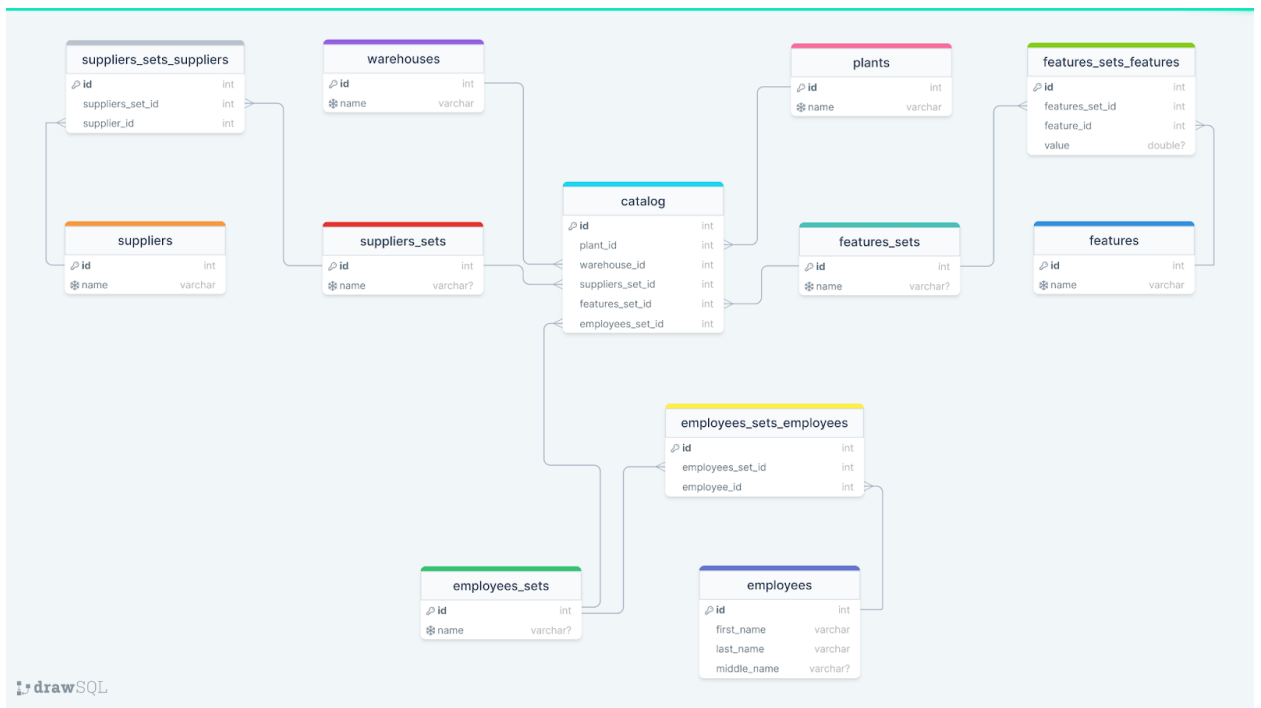 suppliers_sets_suppliers
id int
suppliers_set_id int
supplier_id int
warehouses
id int
name varchar
plants
id int
name varchar
features_sets_features
id int
features_set_id int
feature_id int
value double?
catalog
id int
plant_id int
warehouse_id int
suppliers_set_id int
features_set_id int
employees_set_id int
suppliers
id int
name varchar
suppliers_sets
id int
name varchar?
features_sets
id int
name varchar?
features
id int
name varchar
employees_sets_employees
id int
employees_set_id int
employee_id int
employees_sets
id int
name varchar?
employees
id int
first_name varchar
last_name varchar
middle_name varchar?
drawSQL